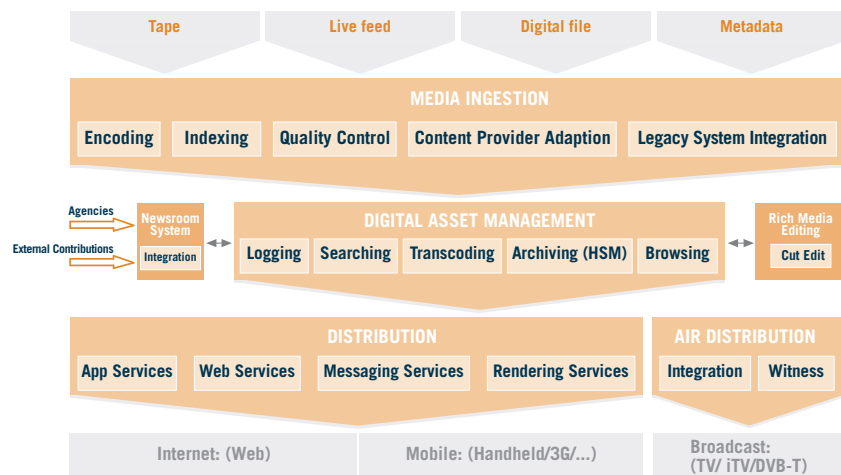 Tape
Live feed
Digital file
Metadata
MEDIA INGESTION
Encoding
Indexing
Quality Control
Content Provider Adaption
Legacy System Integration
Agencies
External Contributions
Newsroom
System
Integration
DIGITAL ASSET MANAGEMENT
Logging
Searching
Transcoding
Archiving (HSM)
Browsing
Rich Media
Editing
Cut Edit
DISTRIBUTION
App Services
Web Services
Messaging Services
Rendering Services
AIR DISTRIBUTION
Integration
Witness
Internet: (Web)
Mobile: (Handheld/3G/...)
Broadcast:
(TV/ iTV/DVB-T)